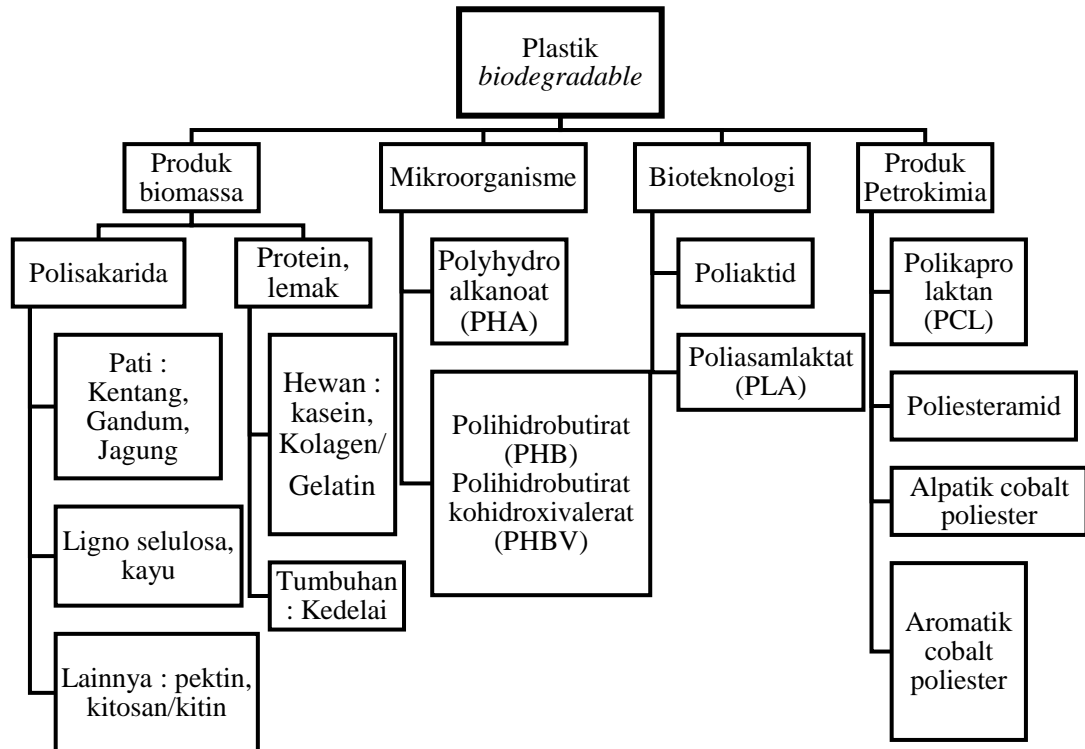 Plastik
biodegradable
Produk
biomassa
Mikroorganisme
Bioteknologi
Produk
Petrokimia
Polisakarida
Protein,
lemak
Polyhydro
alkanoat
(PHA)
Poliaktid
Polikapro
laktan
(PCL)
Pati :
Kentang,
Gandum,
Jagung
Hewan :
kasein,
Kolagen/
Gelatin
Polihidrobutirat
(PHB)
Polihidrobutirat
kohidroxivalerat
(PHBV)
Poliasamlaktat
(PLA)
Poliesteramid
Ligno selulosa,
kayu
Tumbuhan
: Kedelai
Alpatik cobalt
poliester
Lainnya : pektin,
kitosan/kitin
Aromatik
cobalt
poliester